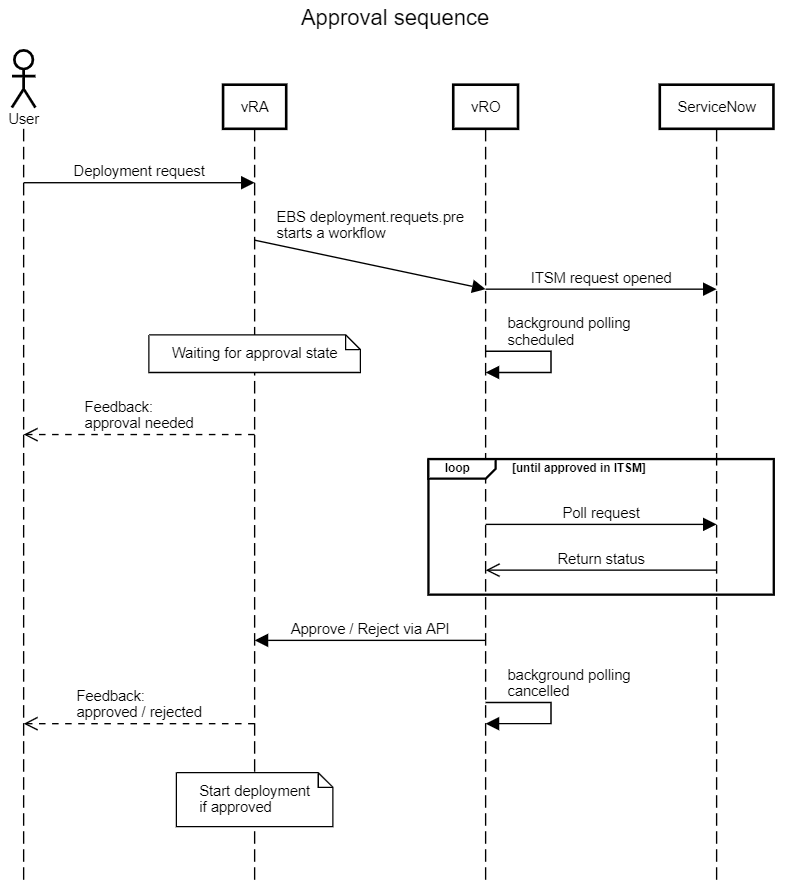 Approval sequence
User
vRA
vRO
ServiceNow
Deployment request
EBS deployment.requets.pre
starts a workflow
ITSM request opened
background polling
scheduled
Waiting for approval state
Feedback:
approval needed
loop
[until approved in ITSM]
Poll request
Return status
Approve / Reject via API
background polling
cancelled
Feedback:
approved / rejected
Start deployment
if approved